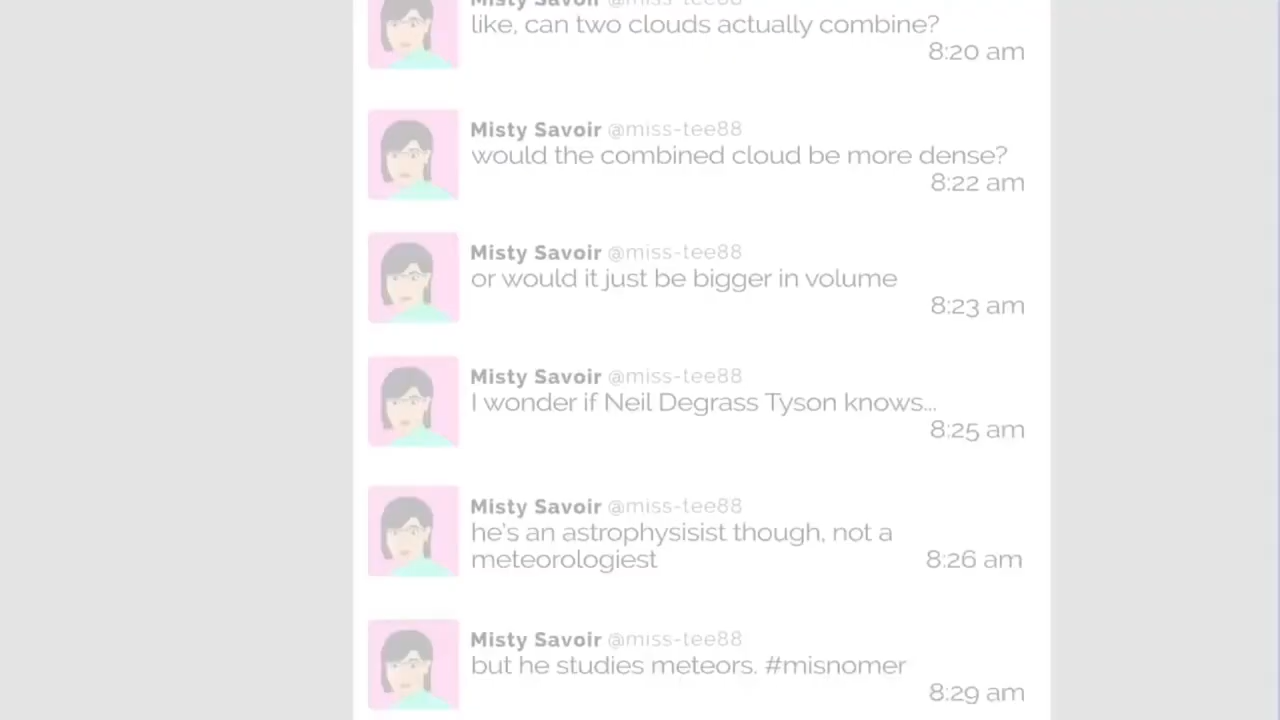 Misty Savoir @miss-tee88
like, can two clouds actually combine?
8:20 am
Misty Savoir @miss-tee88
would the combined cloud be more dense?
8:22 am
Misty Savoir @miss-tee88
or would it just be bigger in volume
8:23 am
Misty Savoir @miss-tee88
I wonder if Neil Degrass Tyson knows...
8:25 am
Misty Savoir @miss-tee88
he's an astrophysisist though, not a
meteorologiest 8:26 am
Misty Savoir @miss-tee88
but he studies meteors. #misnomer
8:29 am